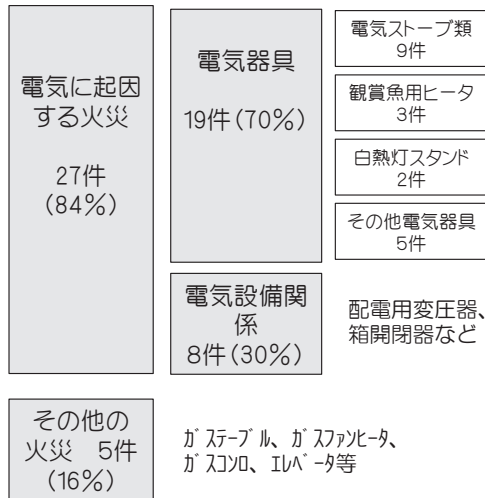 電気に起因
する火災
27件
(84%)
電気器具
19件(70%)
電気ストーブ類
9件
観賞魚用ヒータ
3件
白熱灯スタンド
2件
その他電気器具
5件
電気設備関
係
8件(30%)
配電用変圧器、
箱開閉器など
その他の
火災　5件
(16%)
ガステーブル、ガスファンヒータ、
ガスコンロ、エレベータ等